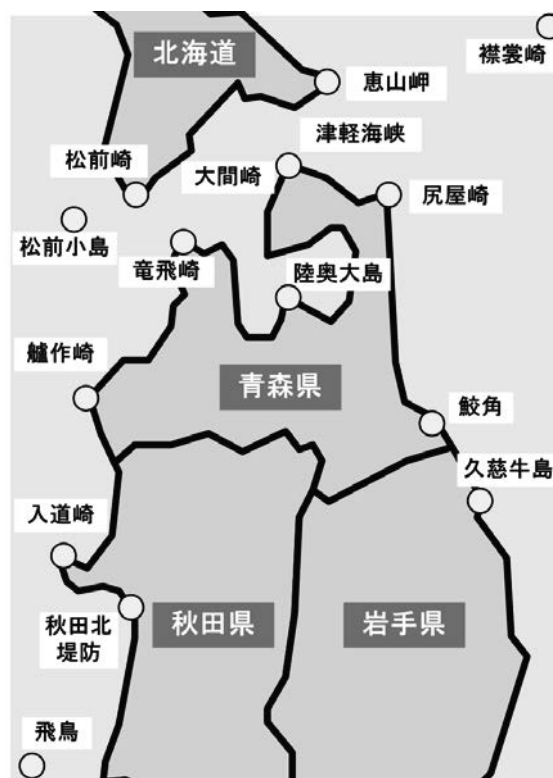 北海道
襟裳崎
恵山岬
津軽海峡
松前崎
大間崎
尻屋崎
松前小島
竜飛崎
陸奥大島
艫作崎
青森県
鮫角
久慈牛島
入道崎
秋田北
堤防
秋田県
岩手県
飛鳥